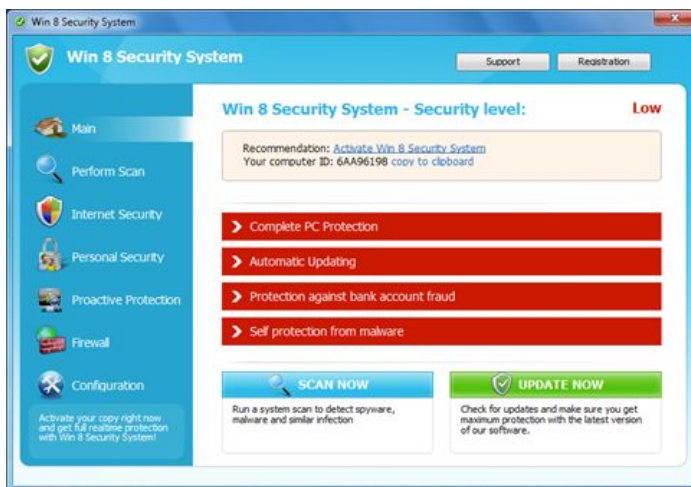 Win 8 Security System
Win 8 Security System
Support
Registration
Main
Perform Scan
Internet Security
Personal Security
Proactive Protection
Firewall
Configuration
Activate your copy right now
and get full realtime protection
with Win 8 Security System!
Win 8 Security System - Security level:
Low
Recommendation: Activate Win 8 Security System
Your computer ID: 6AA96198 copy to clipboard
Complete PC Protection
Automatic Updating
Protection against bank account fraud
Self protection from malware
SCAN NOW
Run a system scan to detect spyware,
malware and similar infection
UPDATE NOW
Check for updates and make sure you get
maximum protection with the latest version
of our software.